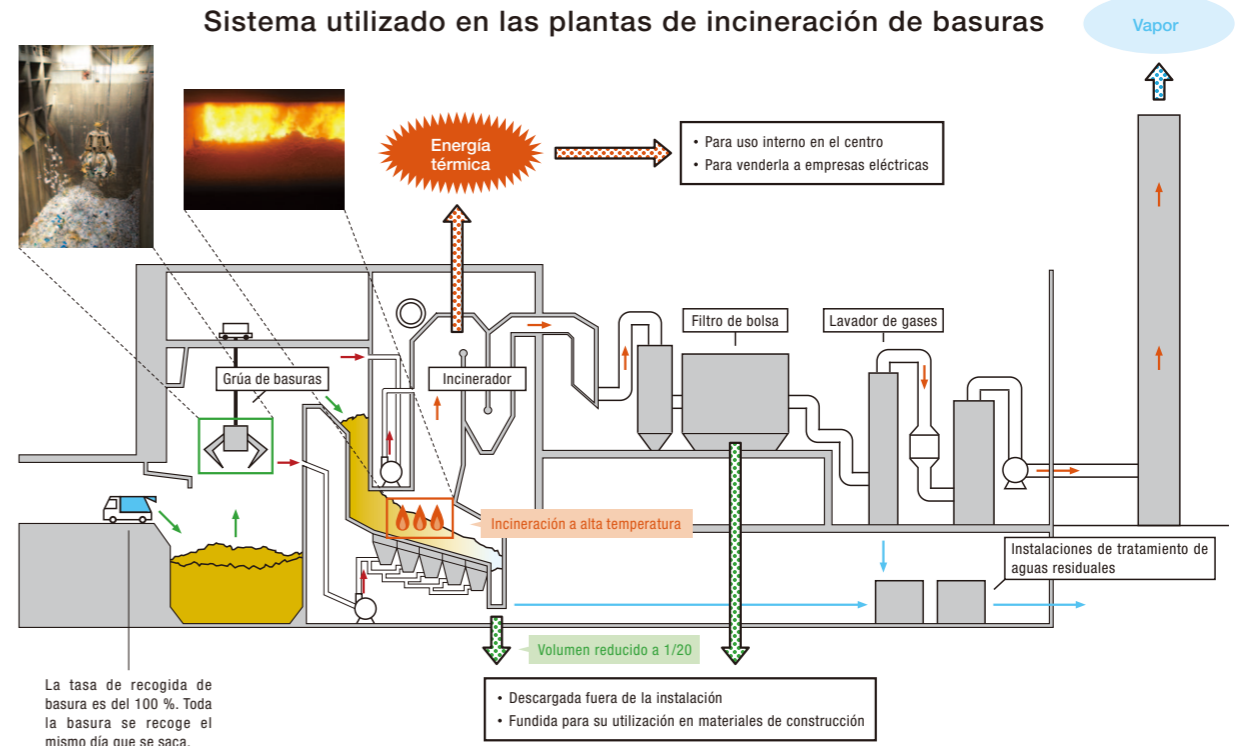 Sistema utilizado en las plantas de incineración de basuras
Vapor
Energía
térmica
• Para uso interno en el centro
• Para venderla a empresas eléctricas
Filtro de bolsa
Lavador de gases
Grúa de basuras
Incinerador
Incineración a alta temperatura
Instalaciones de tratamiento de
aguas residuales
Volumen reducido a 1/20
• Descargada fuera de la instalación
• Fundida para su utilización en materiales de construcción
La tasa de recogida de
basura es del 100 %. Toda
la basura se recoge el
mismo día que se saca.